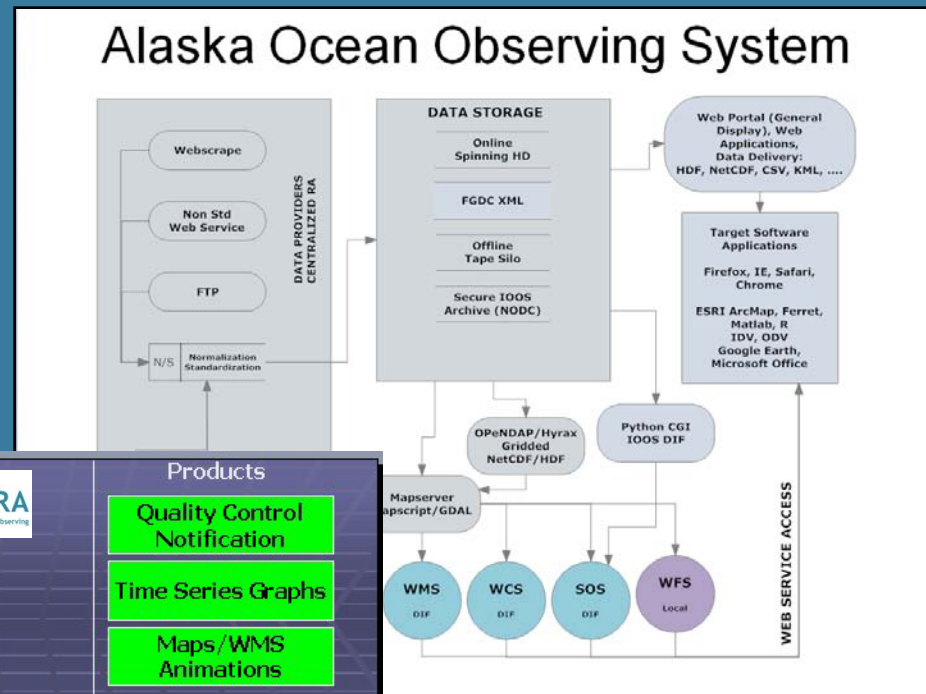 Alaska Ocean Observing System
Webscrape
Non Std
Web Service
FTP
N/S
Normalization
Standardization
DATA PROVIDERS
CENTRALIZED RA
DATA STORAGE
Online
Spinning HD
FGDC XML
Offline
Tape Silo
Secure IOOS
Archive (NODC)
Web Portal (General
Display), Web
Applications,
Data Delivery:
HDF, NetCDF, CSV, KML, ....
Target Software
Applications
Firefox, IE, Safari,
Chrome
ESRI ArcMap, Ferret,
Matlab, R
IDV, ODV
Google Earth,
Microsoft Office
OPeNDAP/Hyrax
Gridded
NetCDF/HDF
Python CGI
IOOS DIF
Mapserver
apscript/GDAL
WMS
DIF
WCS
DIF
SOS
DIF
WFS
Local
WEB SERVICE ACCESS
RA
Observing
Products
Quality Control
Notification
Time Series Graphs
Maps/WMS
Animations